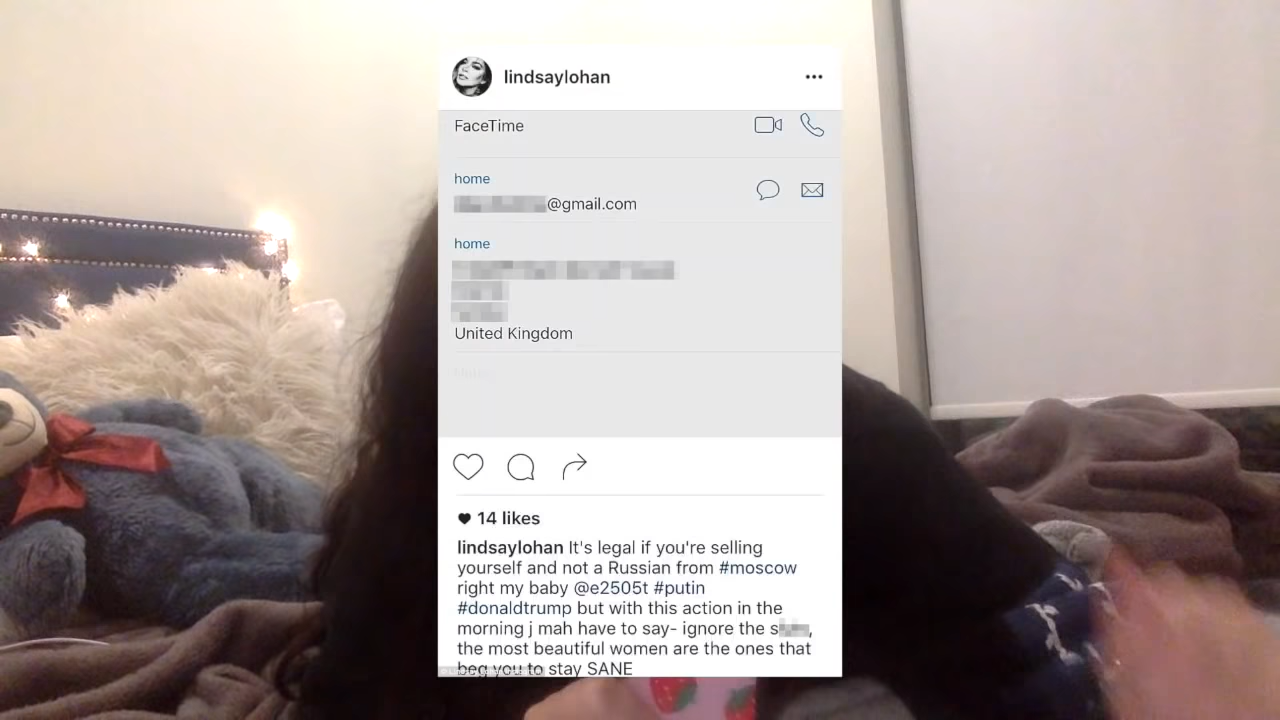 lindsaylohan
FaceTime
home
@gmail.com
home
United Kingdom
14 likes
lindsaylohan It's legal if you're selling
yourself and not a Russian from #moscow
right my baby @e2505t #putin
#donaldtrump but with this action in the
morning j mah have to say- ignore the s
the most beautiful women are the ones that
beg you to stay SANE